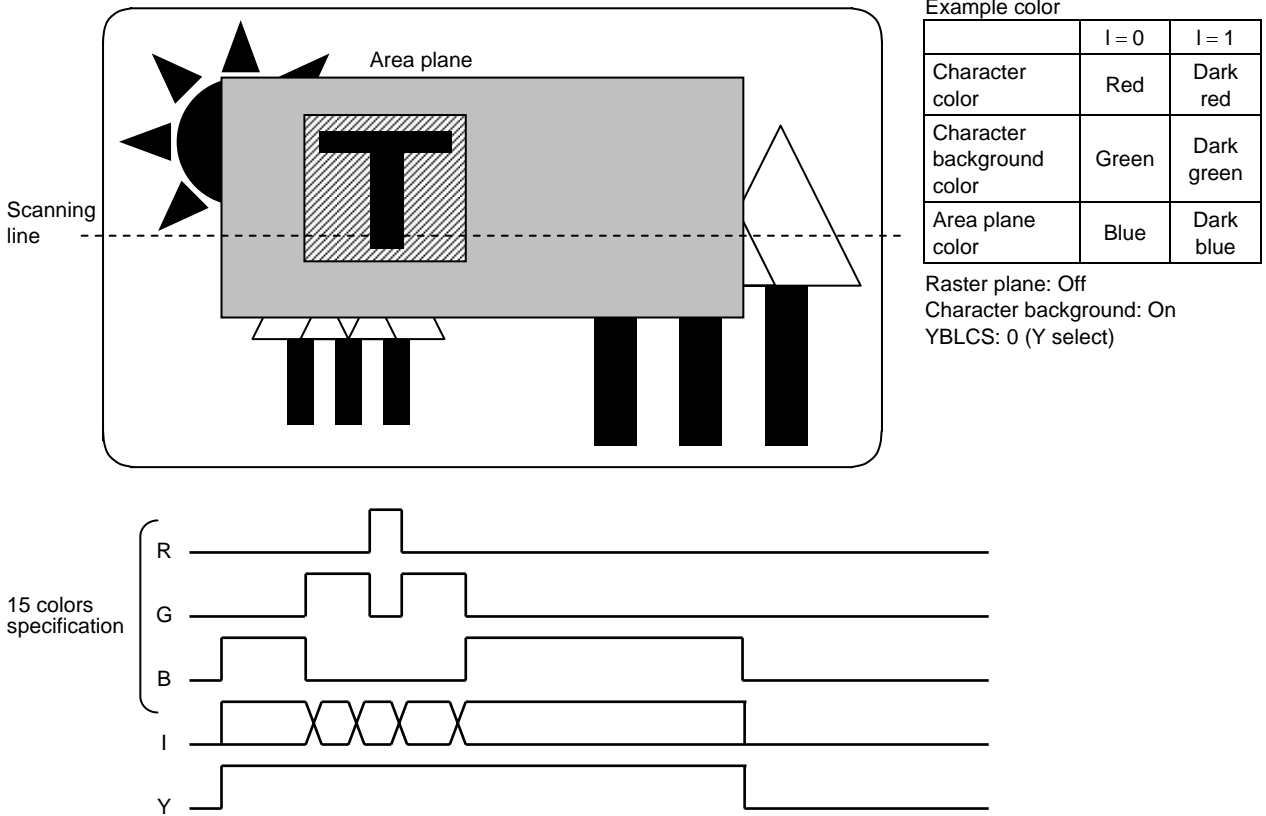 Example color
I = 0
I = 1
Character
color
Red
Dark
red
Character
background
color
Green
Dark
green
Area plane
color
Blue
Dark
blue
Raster plane: Off
Character background: On
YBLCS: 0 (Y select)
Area plane
T
Scanning
line
15 colors
specification
R
G
B
I
Y